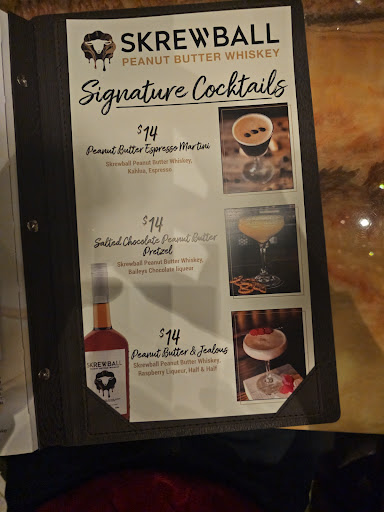 SKREWBALL
PEANUT BUTTER WHISKEY
Signature Cocktails
$14
Peanut Butter Espresso Martini
Skrewball Peanut Butter Whiskey,
Kahlua, Espresso
$14
Salted Chocolate Peanut Butter
Pretzel
Skrewball Peanut Butter Whiskey,
Baileys Chocolate liqueur
$14
Peanut Butter & Jealous
Skrewball Peanut Butter Whiskey,
Raspberry Liqueur, Half & Half
SKREWBALL